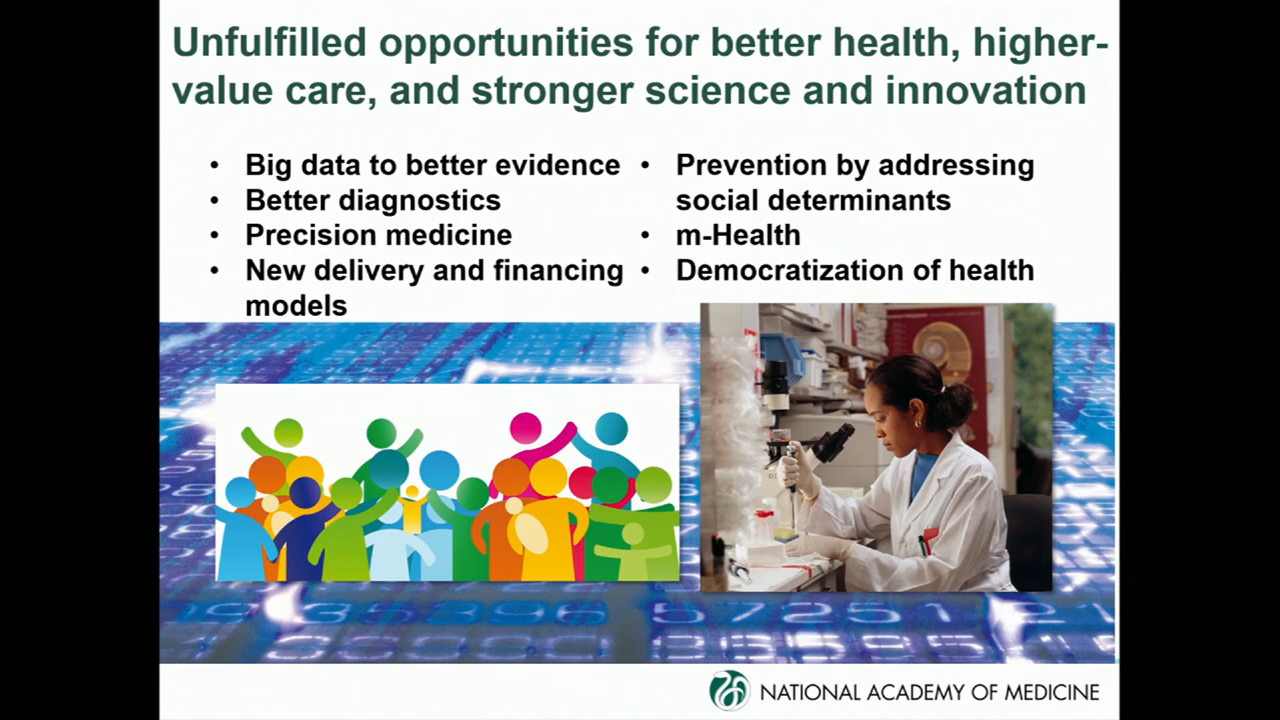 Unfulfilled opportunities for better health, higher-
value care, and stronger science and innovation
• Big data to better evidence
• Better diagnostics
• Precision medicine
• New delivery and financing
models
• Prevention by addressing
social determinants
• m-Health
• Democratization of health
NATIONAL ACADEMY OF MEDICINE